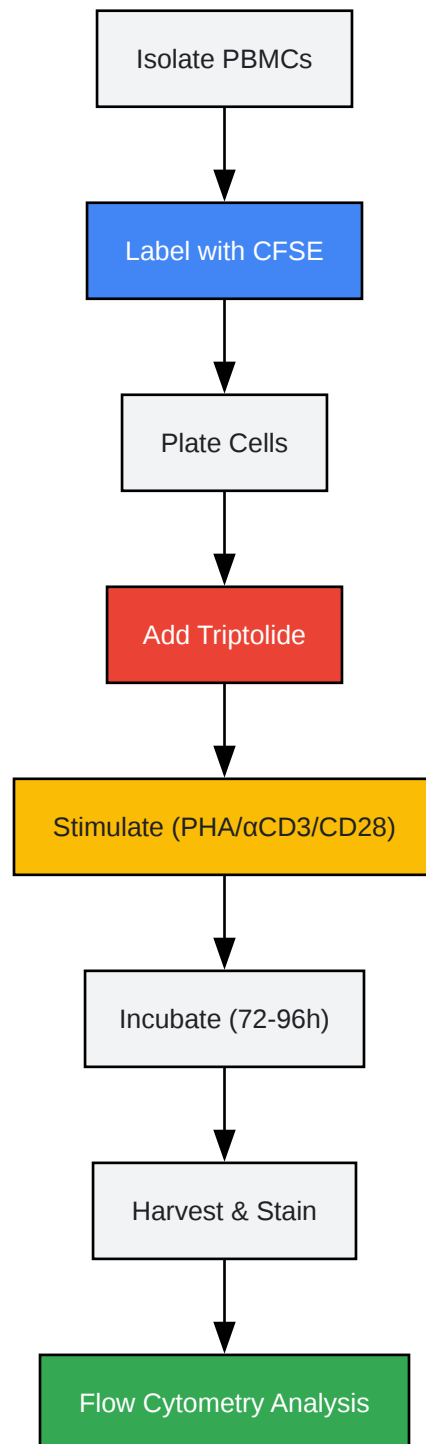 Isolate PBMCs
Label with CFSE
Plate Cells
Add Triptolide
Stimulate (PHA/αCD3/CD28)
Incubate (72-96h)
Harvest & Stain
Flow Cytometry Analysis